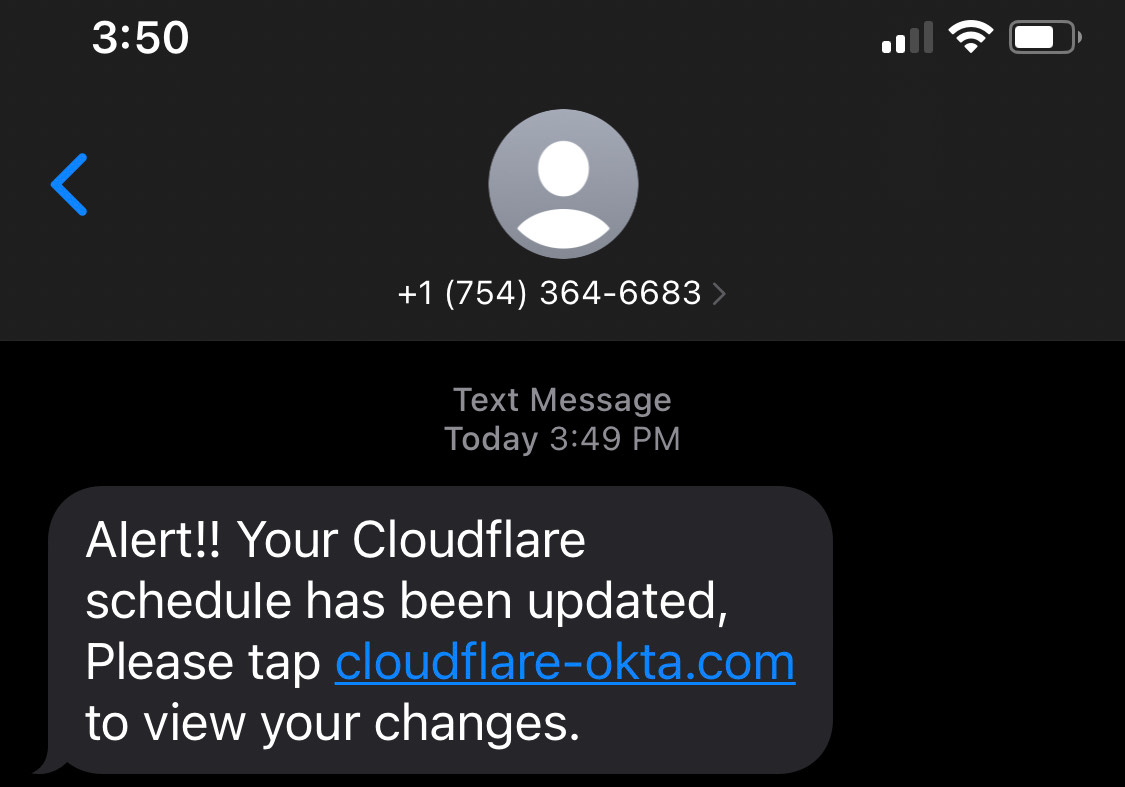 3:50
+1 (754) 364-6683
Text Message
Today 3:49 PM
Alert!! Your Cloudflare
schedule has been updated,
Please tap cloudflare-okta.com
to view your changes.